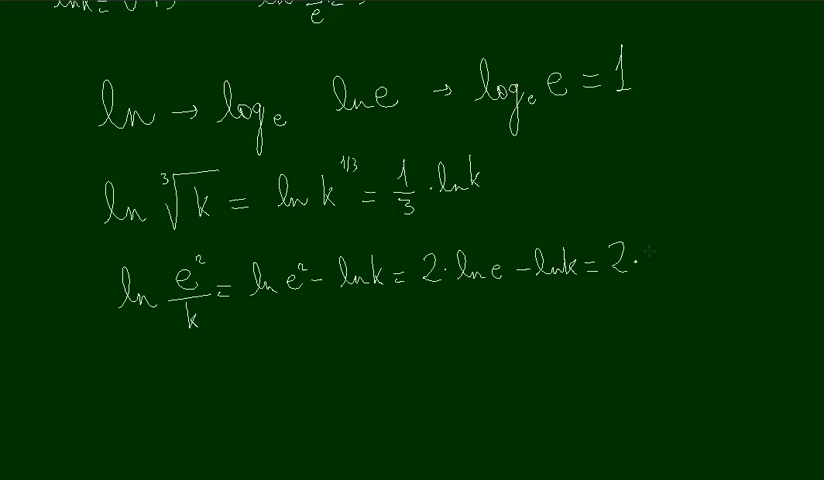 ln → log_e   ln e → log_e e = 1
ln ∛k = ln k^{1/3} = 1/3 · ln k
ln e²/k = ln e² - ln k = 2 · ln e - ln k = 2 ·